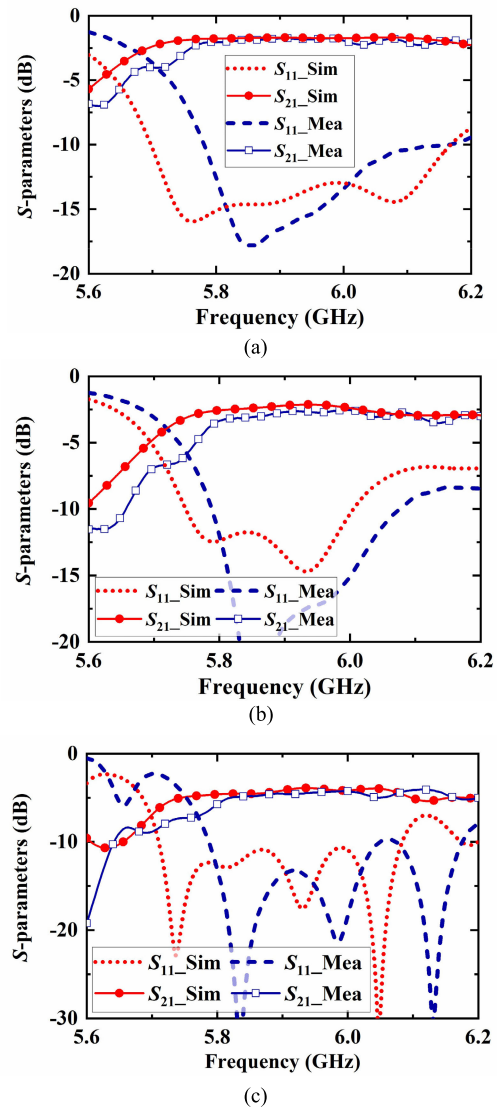 0
-5
-10
-15
-20
S-parameters (dB)
S11_Sim
S21_Sim
S11_Mea
S21_Mea
5.6 5.8 6.0 6.2
Frequency (GHz)
(a)
0
-5
-10
-15
-20
S-parameters (dB)
S11_Sim S11_Mea
S21_Sim S21_Mea
5.6 5.8 6.0 6.2
Frequency (GHz)
(b)
0
-10
-20
-30
S-parameters (dB)
S11_Sim S11_Mea
S21_Sim S21_Mea
5.6 5.8 6.0 6.2
Frequency (GHz)
(c)